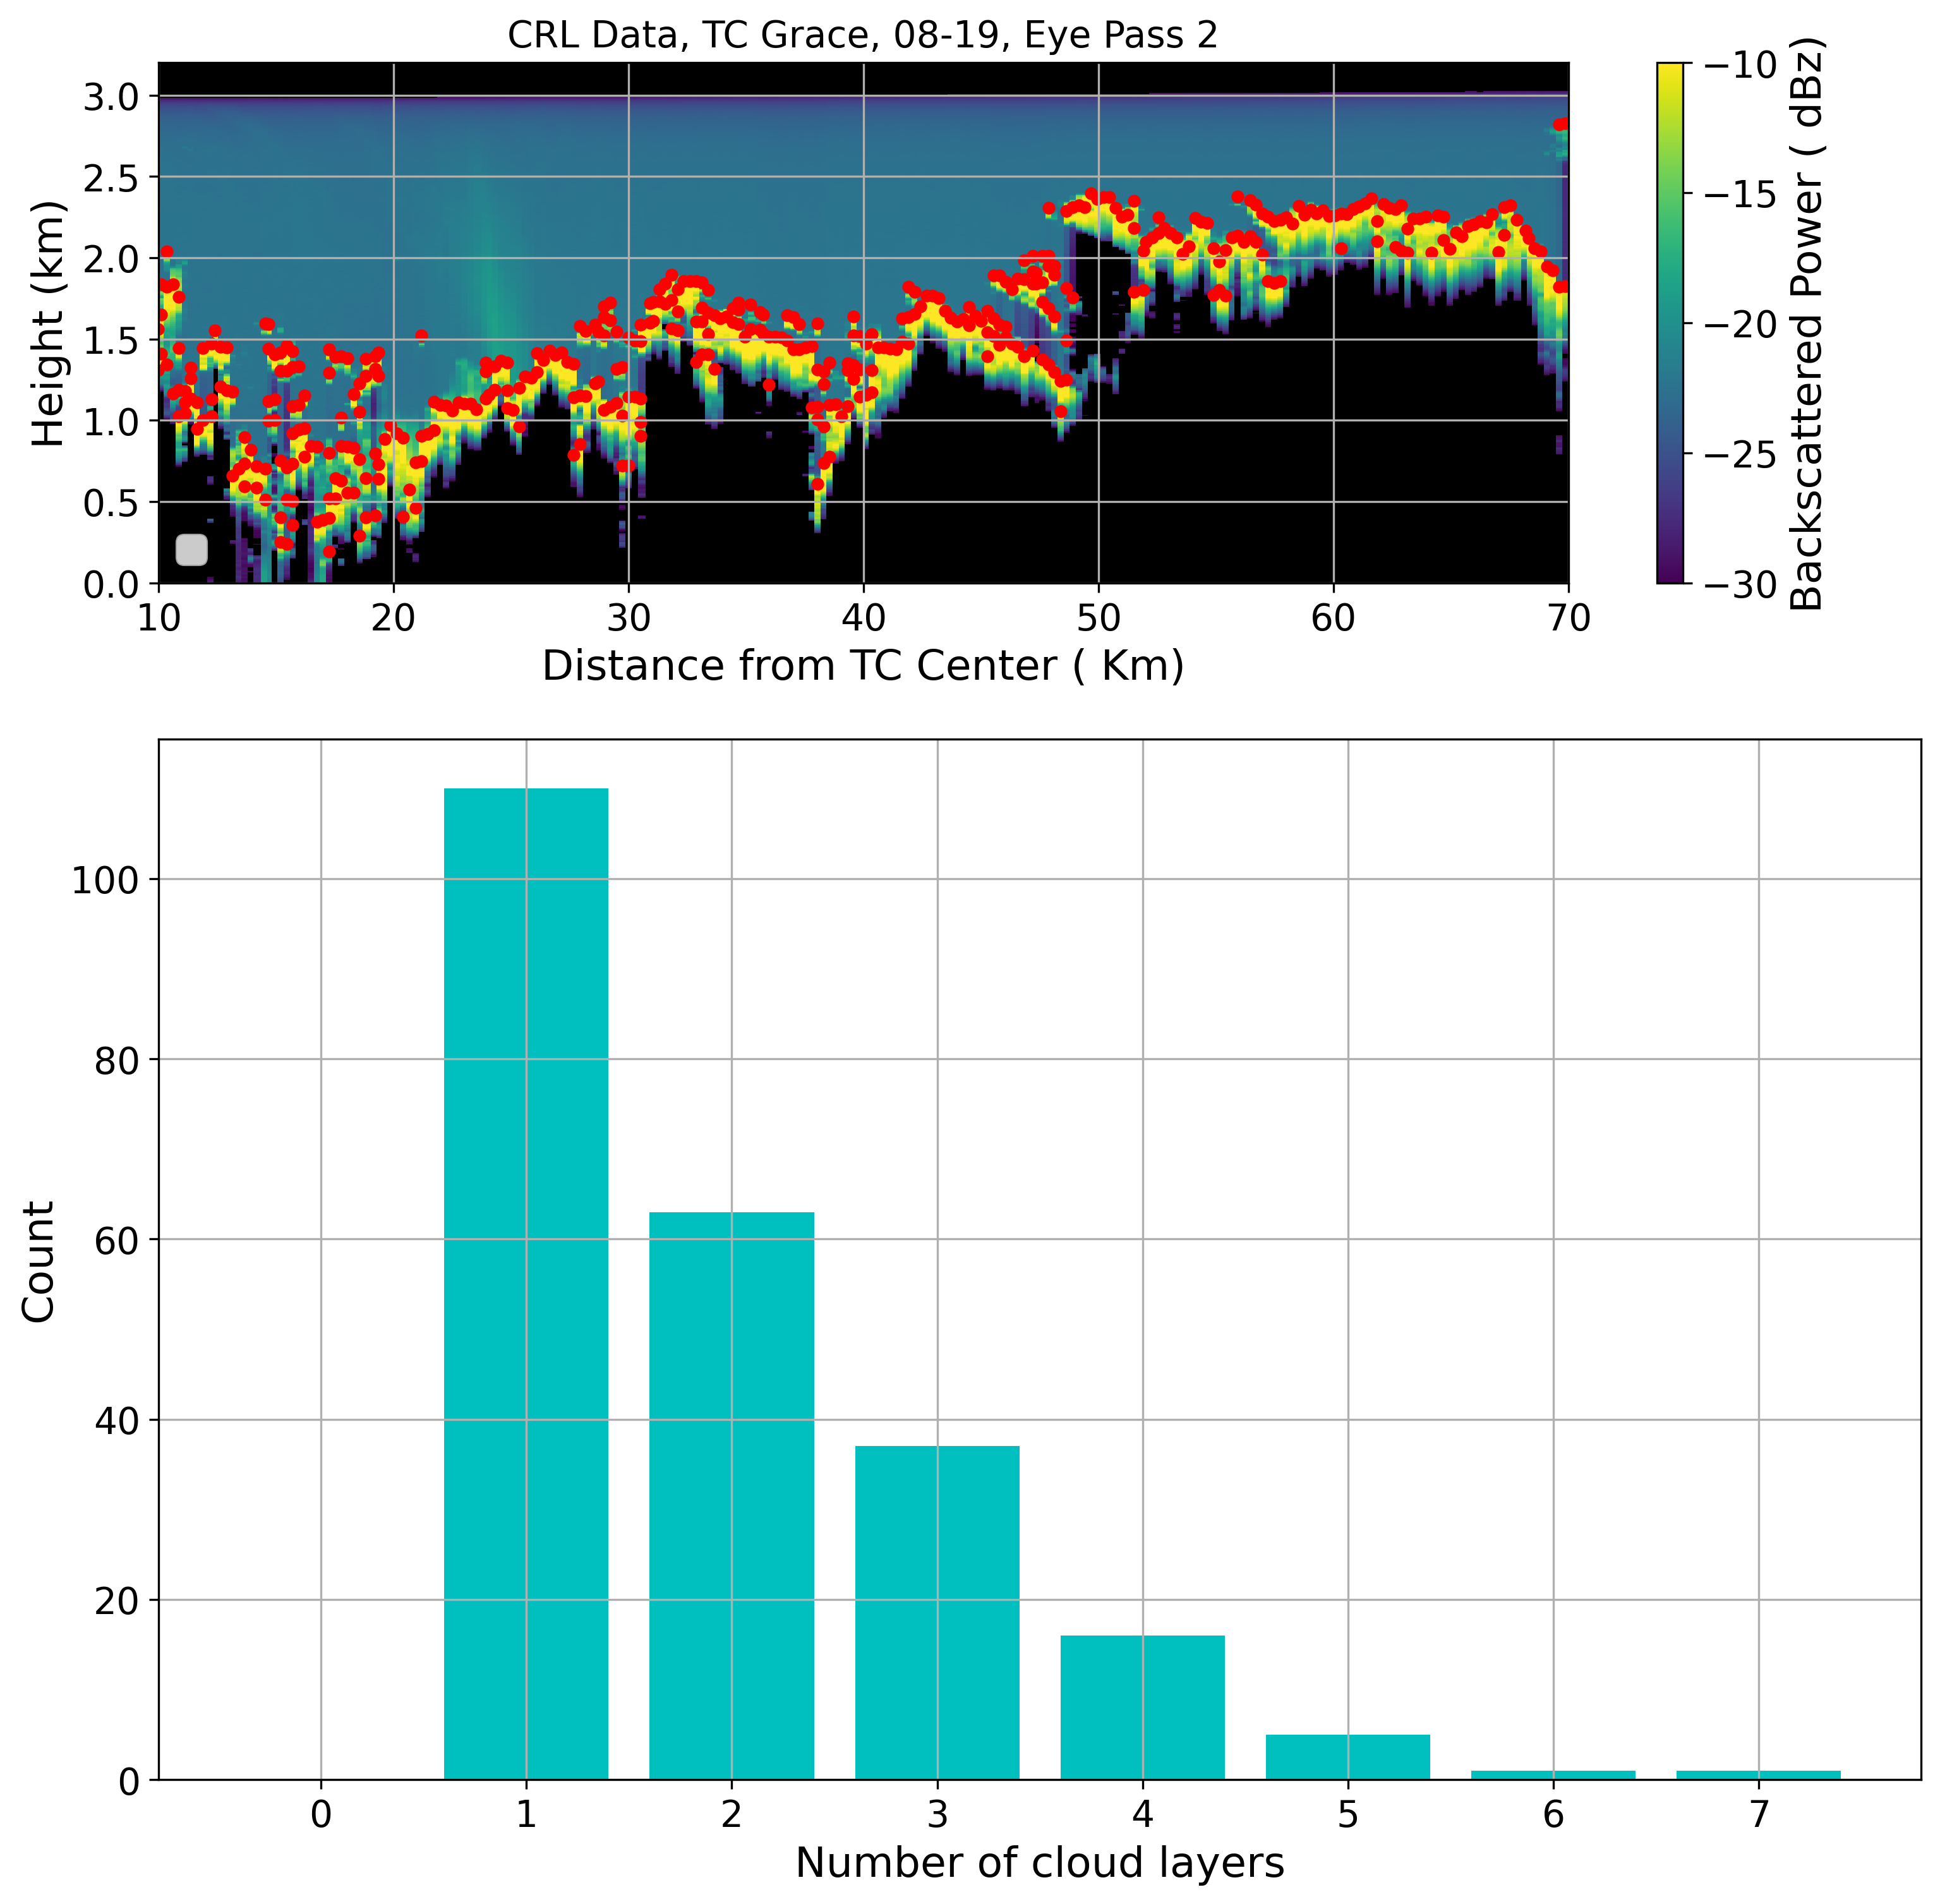 CRL Data, TC Grace, 08-19, Eye Pass 2
Height (km)
3.0
2.5
2.0
1.5
1.0
0.5
0.0
10 20 30 40 50 60 70
Distance from TC Center ( Km)
−10
−15
−20
−25
−30
Backscattered Power ( dBz)
Count
100
80
60
40
20
0
0 1 2 3 4 5 6 7
Number of cloud layers